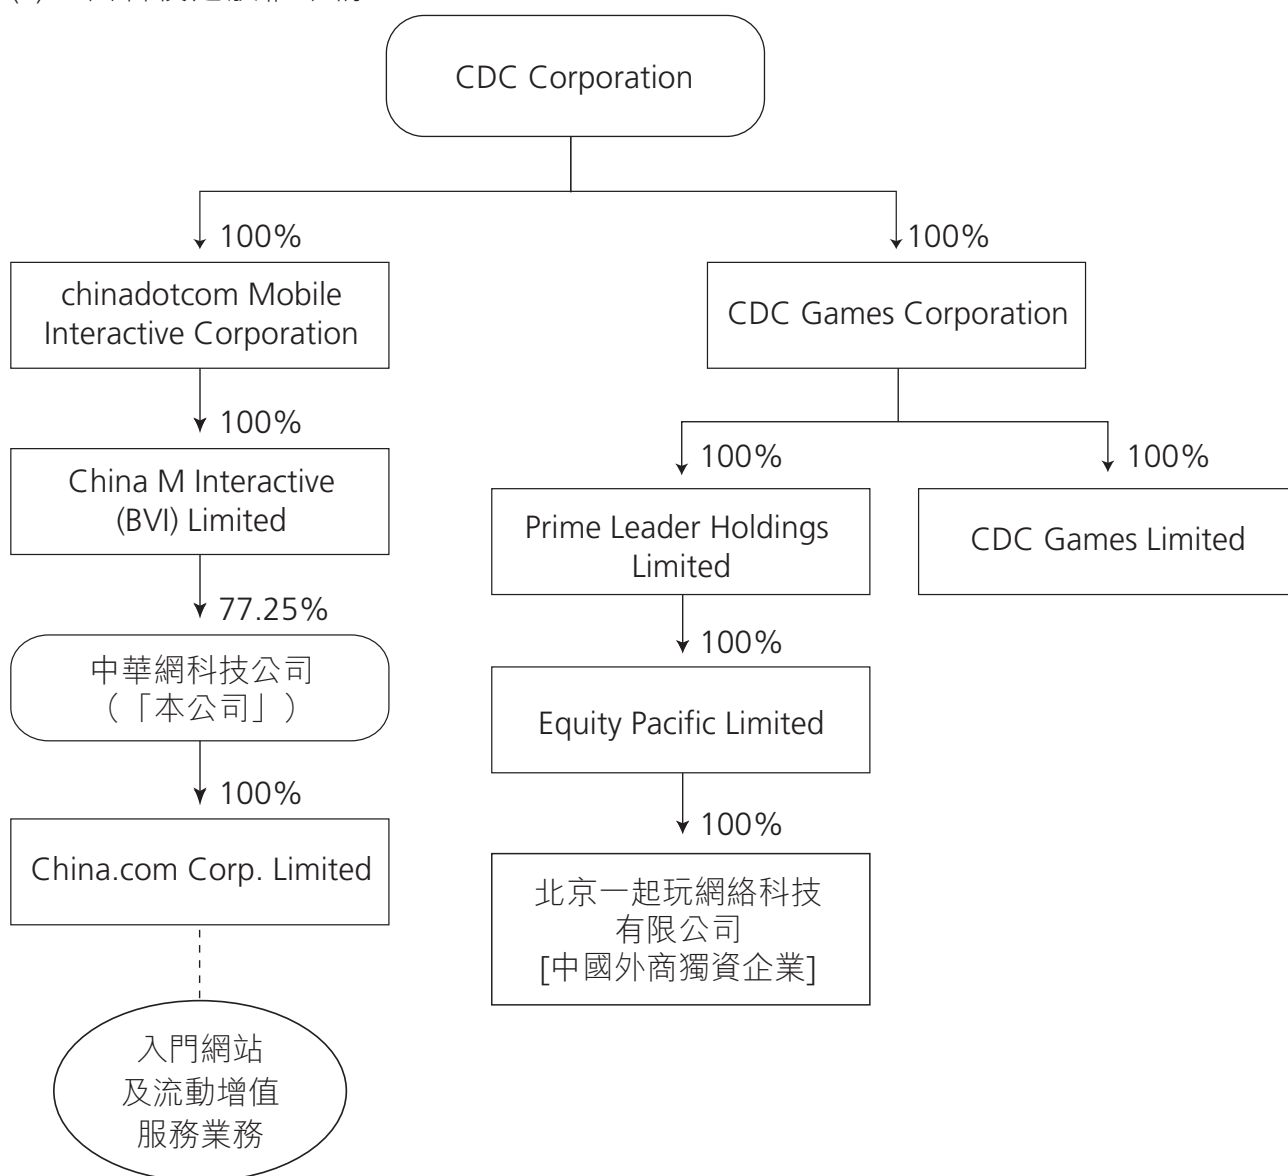 CDC Corporation
100%
100%
chinadotcom Mobile
Interactive Corporation
CDC Games Corporation
100%
100%
100%
China M Interactive
(BVI) Limited
Prime Leader Holdings
Limited
CDC Games Limited
77.25%
100%
中華網科技公司
（「本公司」）
Equity Pacific Limited
100%
100%
China.com Corp. Limited
北京一起玩網絡科技
有限公司
[中國外商獨資企業]
入門網站
及流動增值
服務業務